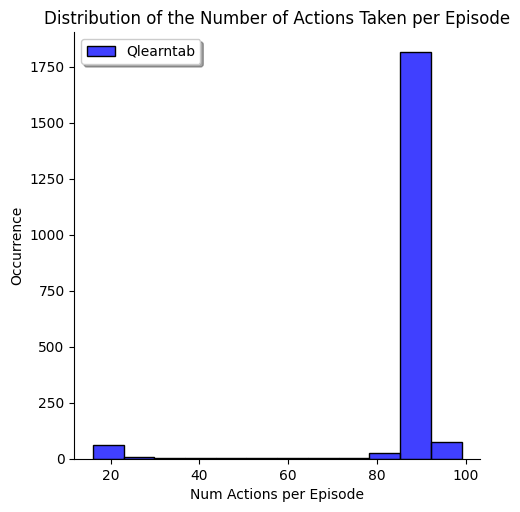 Distribution of the Number of Actions Taken per Episode
Qlearntab
1750
1500
1250
1000
750
500
250
0
Occurrence
20 40 60 80 100
Num Actions per Episode